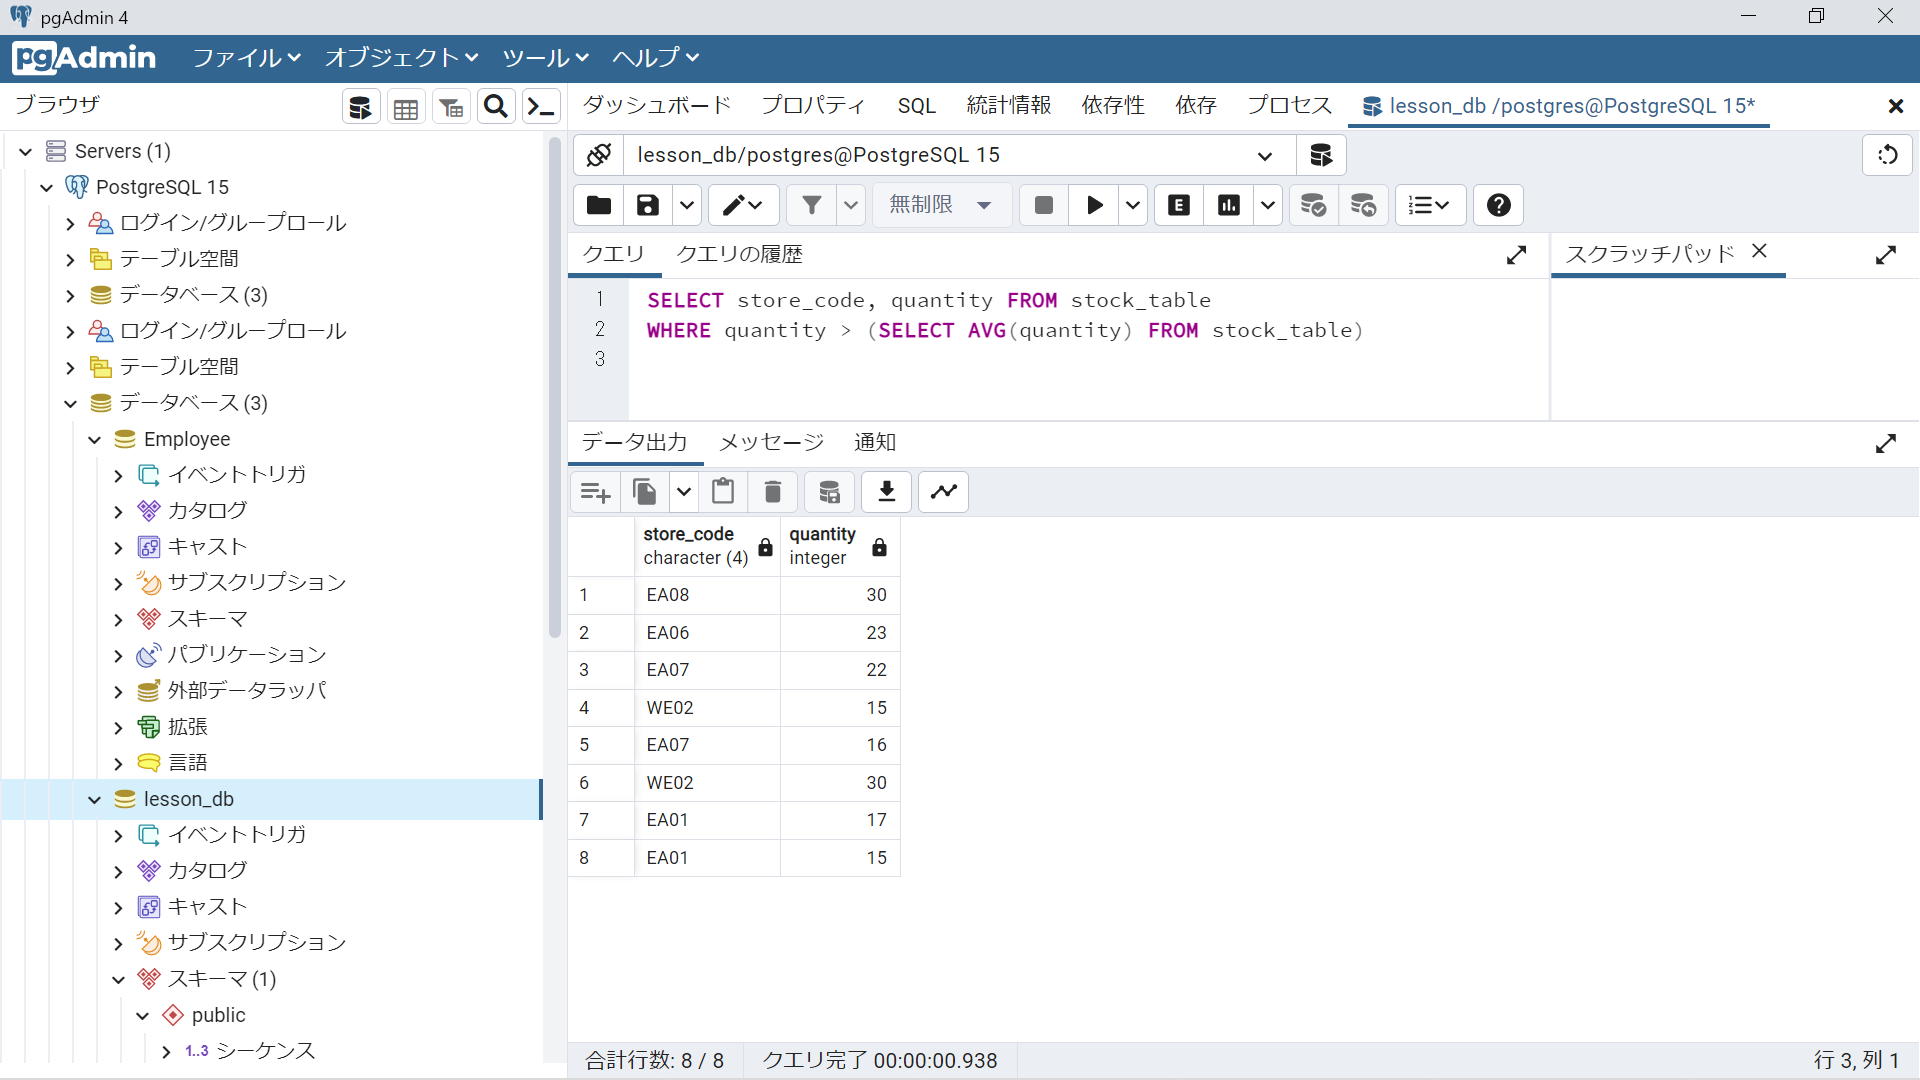 pgAdmin 4
pgAdmin ファイル オブジェクト ツール ヘルプ
ブラウザ
ダッシュボード プロパティ SQL 統計情報 依存性 依存 プロセス lesson_db /postgres@PostgreSQL 15*
Servers (1)
PostgreSQL 15
ログイン/グループロール
テーブル空間
データベース (3)
ログイン/グループロール
テーブル空間
データベース (3)
Employee
イベントトリガ
カタログ
キャスト
サブスクリプション
スキーマ
パブリケーション
外部データラッパ
拡張
言語
lesson_db
イベントトリガ
カタログ
キャスト
サブスクリプション
スキーマ (1)
public
1..3 シーケンス
lesson_db/postgres@PostgreSQL 15
無制限 E
クエリ クエリの履歴
スクラッチパッド
1 SELECT store_code, quantity FROM stock_table
2 WHERE quantity > (SELECT AVG(quantity) FROM stock_table)
3
データ出力 メッセージ 通知
store_code quantity
character (4) integer
1 EA08 30
2 EA06 23
3 EA07 22
4 WE02 15
5 EA07 16
6 WE02 30
7 EA01 17
8 EA01 15
合計行数: 8 / 8 クエリ完了 00:00:00.938 行 3, 列 1